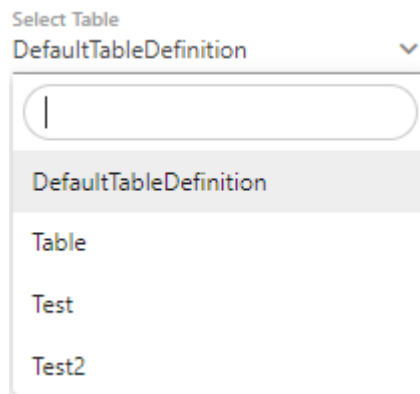 Select Table
DefaultTableDefinition
DefaultTableDefinition
Table
Test
Test2